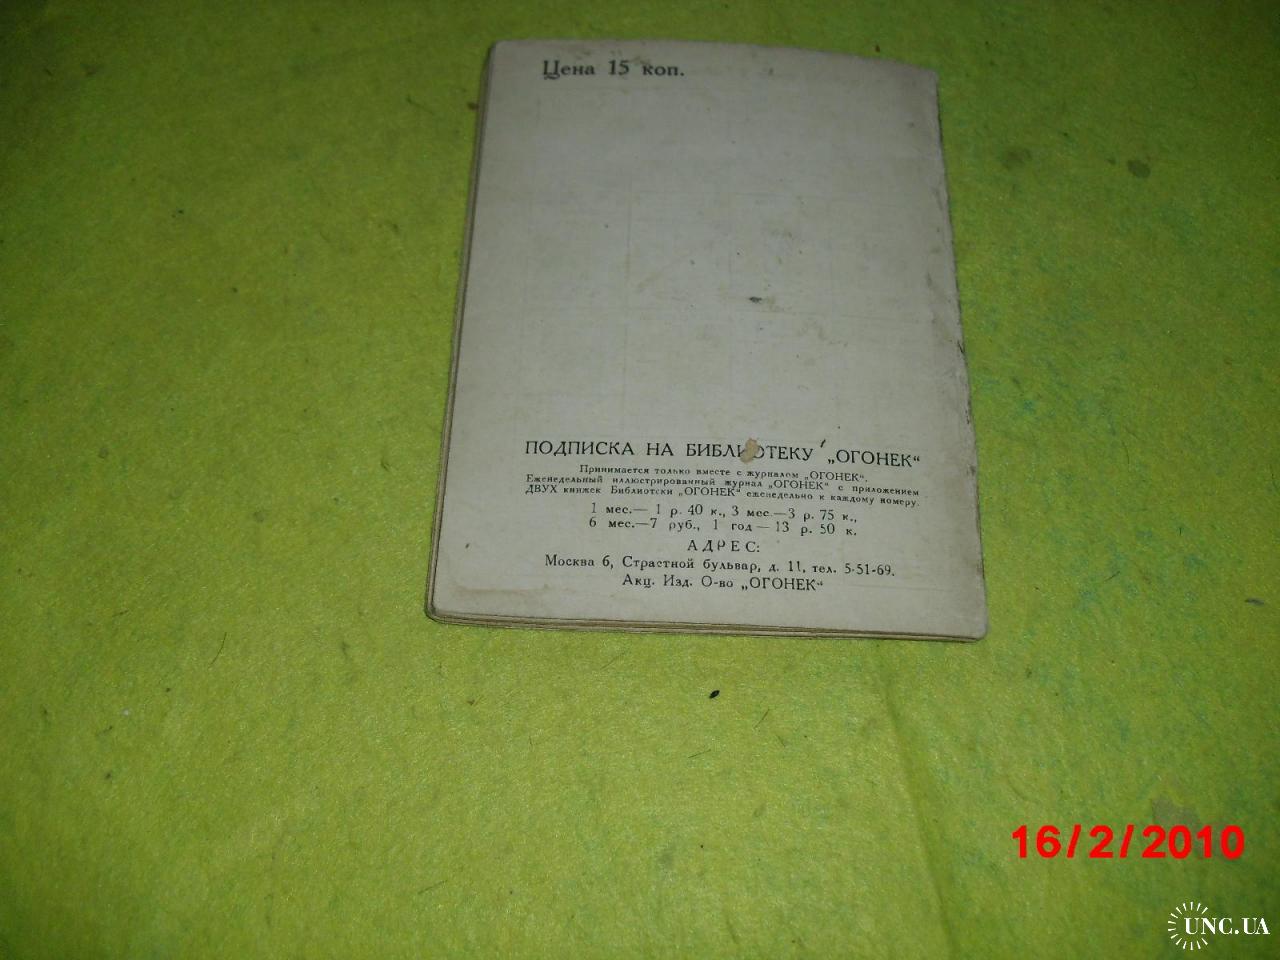 Цена 15 коп.
ПОДПИСКА НА БИБЛИОТЕКУ „ОГОНЕК“
Принимается только вместе с журналом „ОГОНЕК“.
Еженедельный иллюстрированный журнал „ОГОНЕК“ с приложением
ДВУХ книжек Библиотеки „ОГОНЕК“ еженедельно к каждому номеру.
1 мес.— 1 р. 40 к., 3 мес.—3 р. 75 к.,
6 мес.—7 руб., 1 год — 13 р. 50 к.
АДРЕС:
Москва 6, Страстной бульвар, д. 11, тел. 5-51-69.
Акц. Изд. О-во „ОГОНЕК“
16/2/2010
UNC.UA